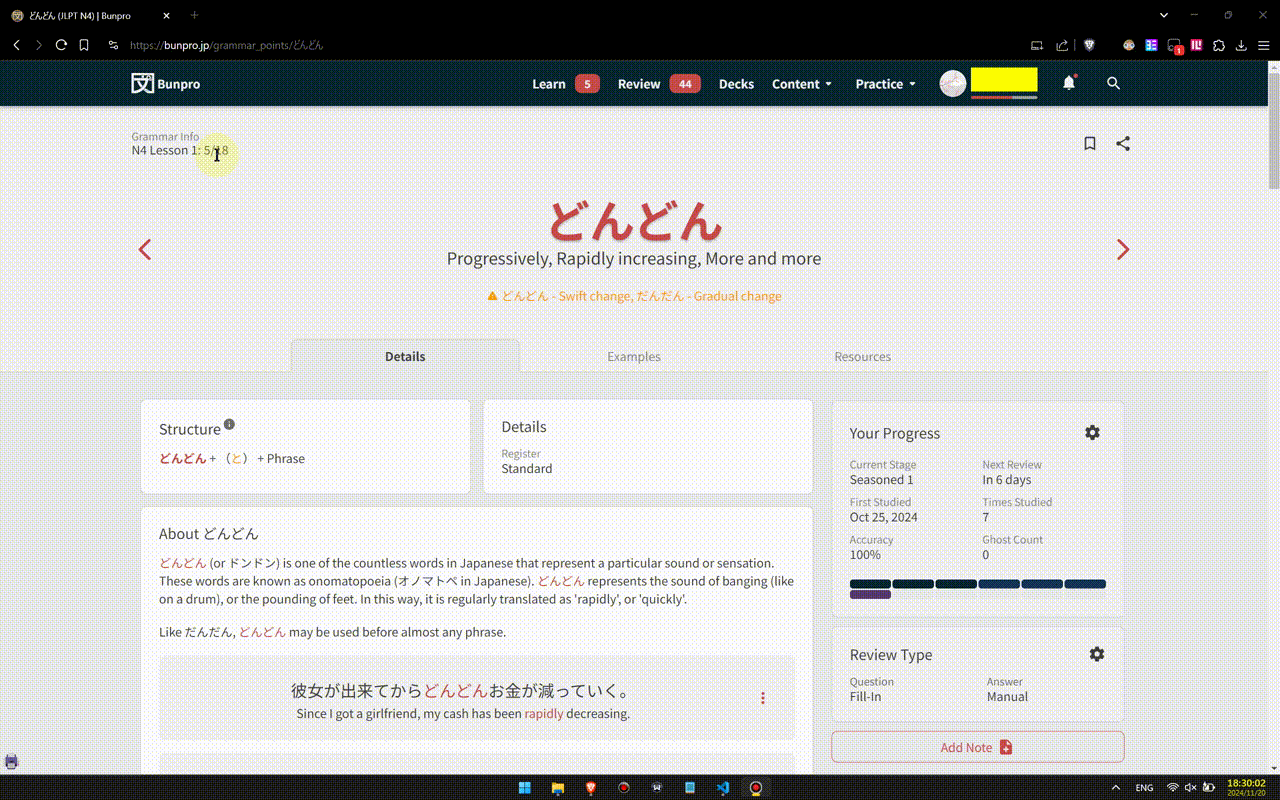 どんどん (JLPT N4) | Bunpro
https://bunpro.jp/grammar_points/どんどん
1
文 Bunpro
Learn 5 Review 44 Decks Content Practice
Grammar Info
N4 Lesson 1: 5/18
どんどん
Progressively, Rapidly increasing, More and more
どんどん - Swift change, だんだん - Gradual change
Details Examples Resources
Structure
どんどん + （と） + Phrase
Details
Register
Standard
About どんどん
どんどん (or ドンドン) is one of the countless words in Japanese that represent a particular sound or sensation.
These words are known as onomatopoeia (オノマトペ in Japanese). どんどん represents the sound of banging (like
on a drum), or the pounding of feet. In this way, it is regularly translated as 'rapidly', or 'quickly'.
Like だんだん, どんどん may be used before almost any phrase.
彼女が出来てからどんどんお金が減っていく。
Since I got a girlfriend, my cash has been rapidly decreasing.
Your Progress
Current Stage Next Review
Seasoned 1 In 6 days
First Studied Times Studied
Oct 25, 2024 7
Accuracy Ghost Count
100% 0
Review Type
Question Answer
Fill-In Manual
Add Note
ENG
18:30:02
2024/11/20